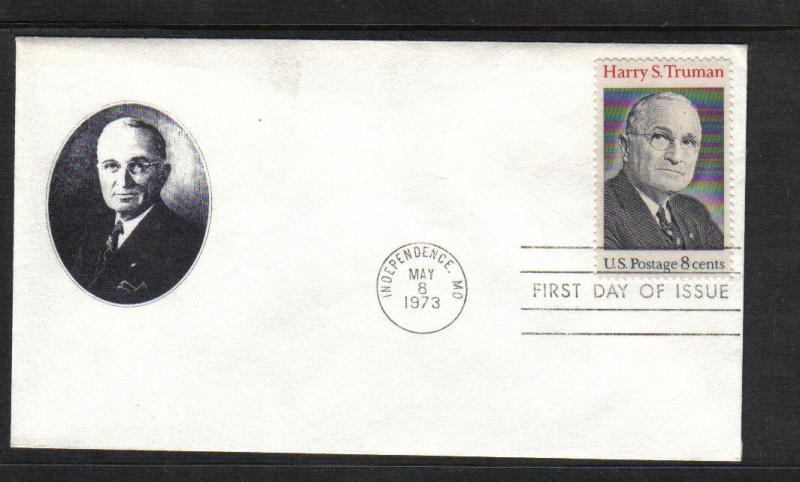 Harry S. Truman
U.S. Postage 8 cents
INDEPENDENCE, MO
MAY
8
1973
FIRST DAY OF ISSUE